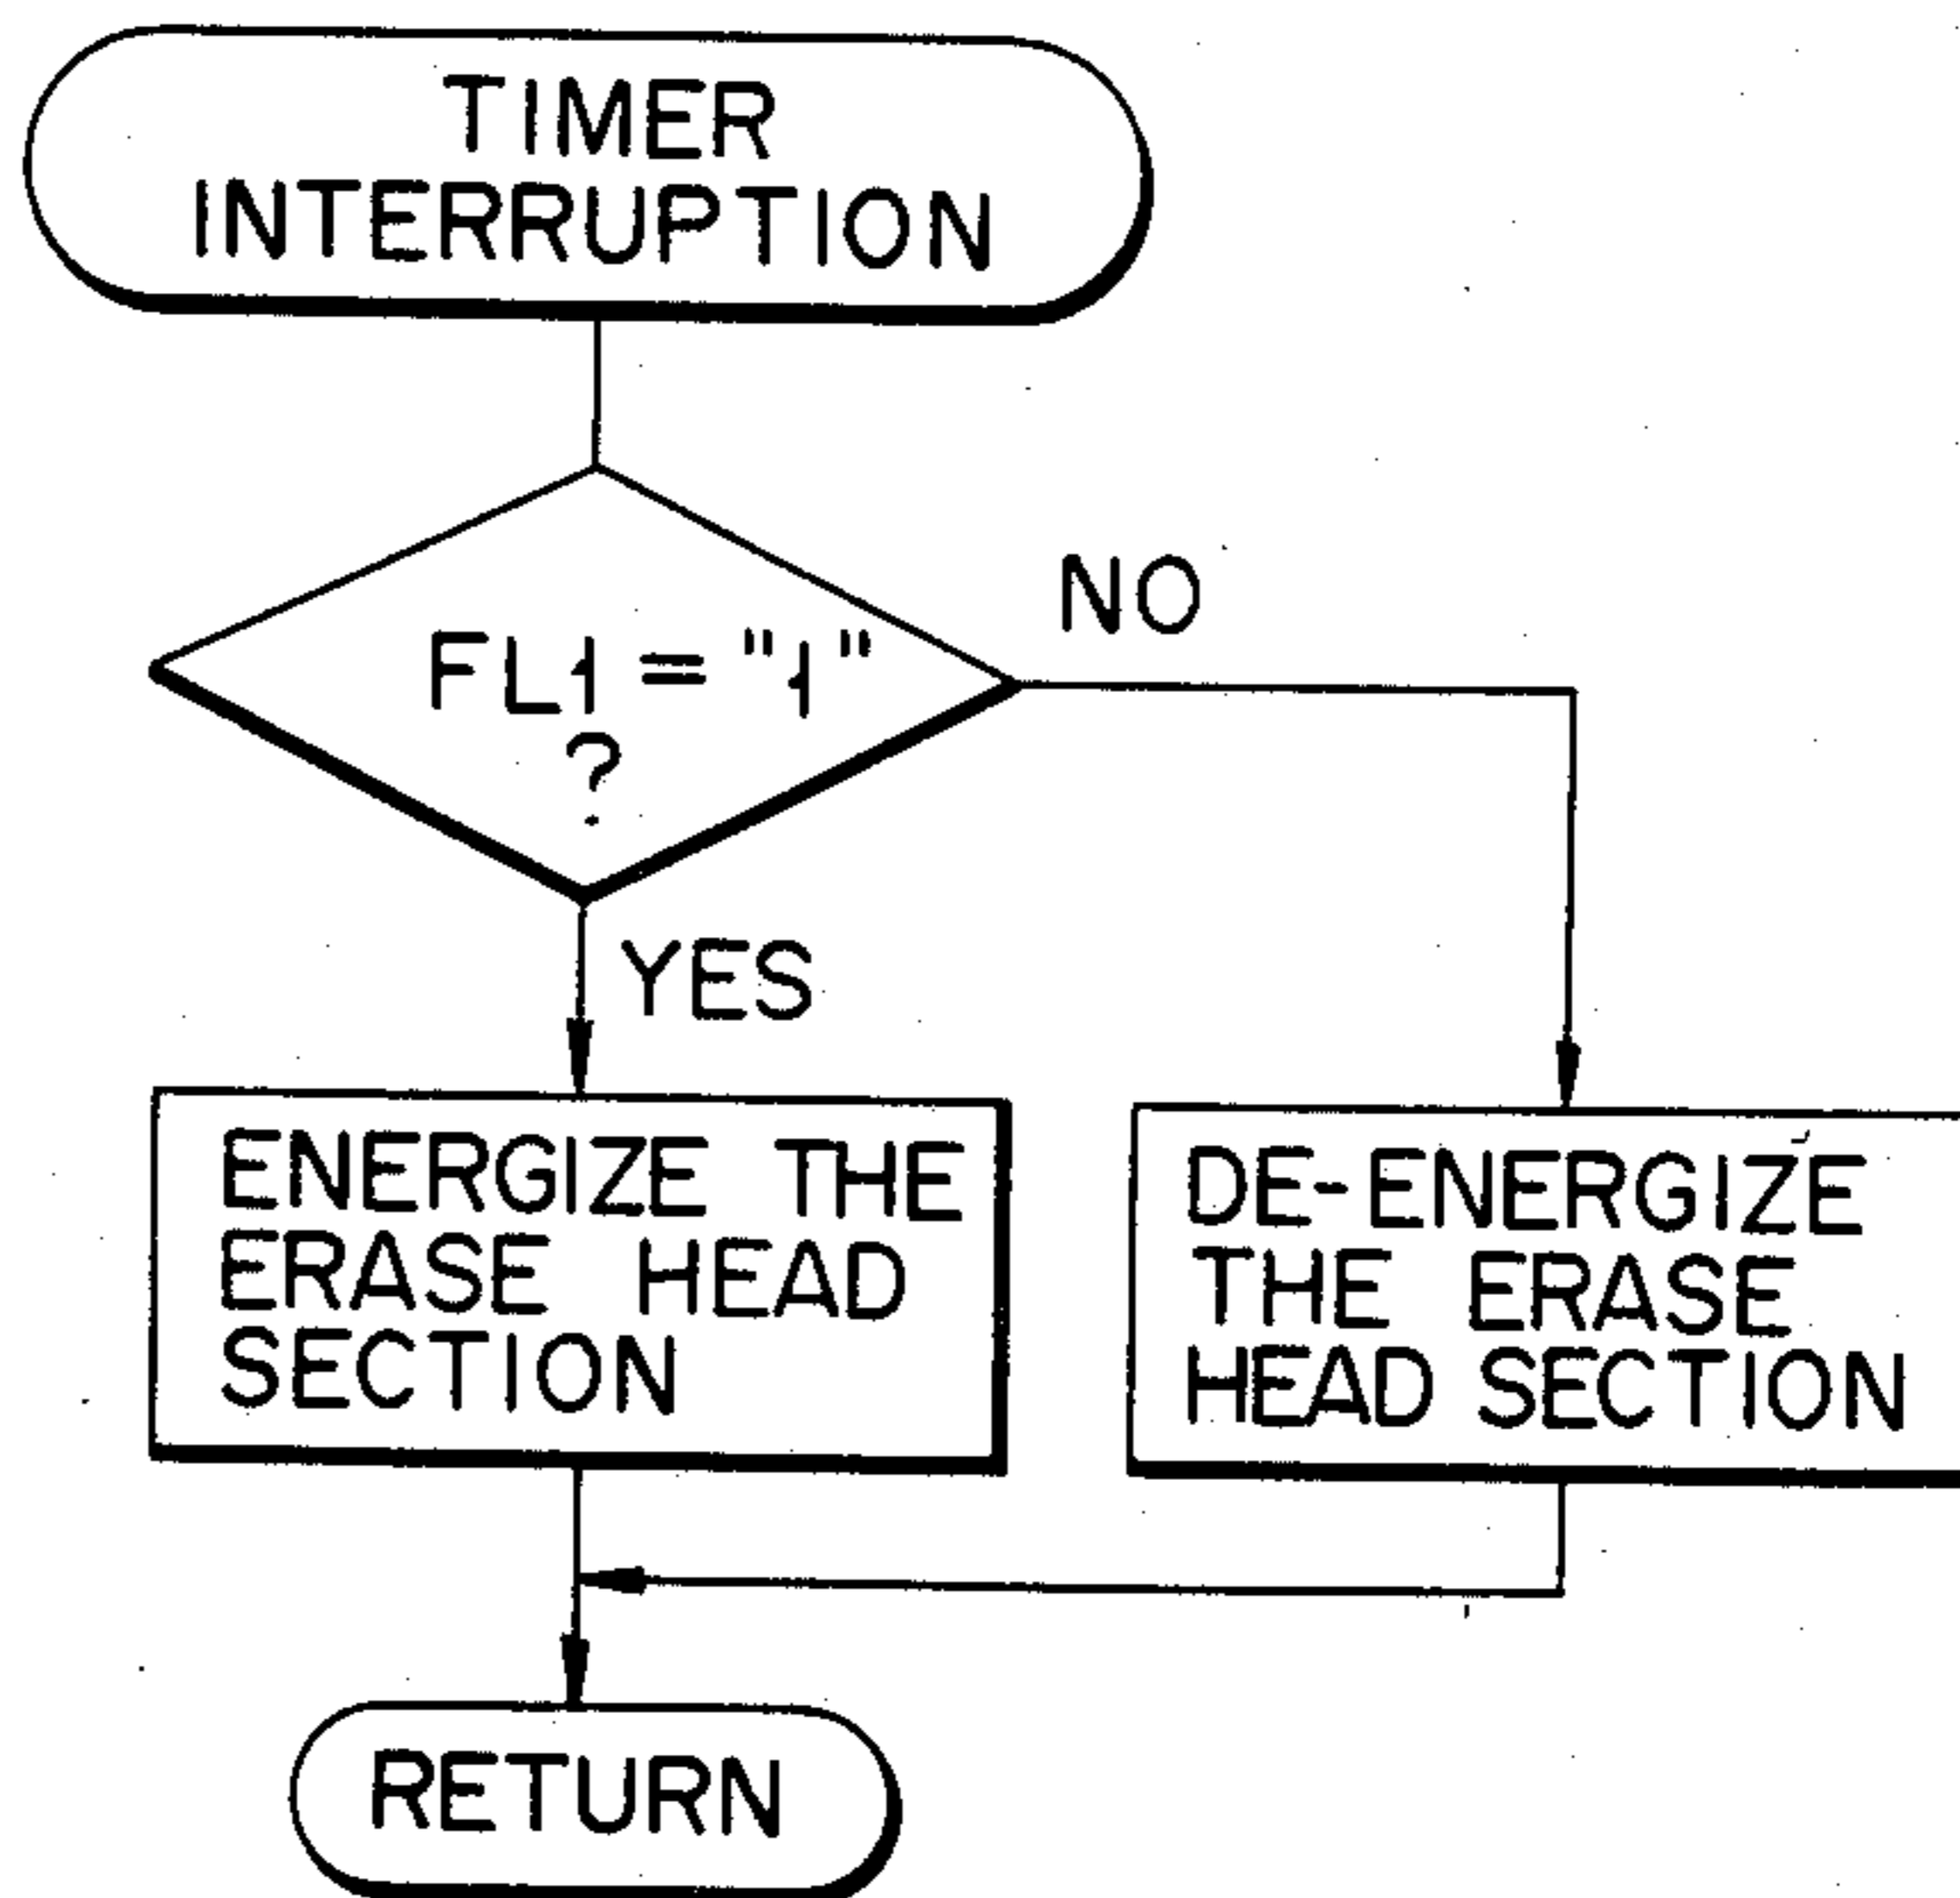 TIMER
INTERRUPTION
FL1 = "1"
?
NO
YES
ENERGIZE THE
ERASE HEAD
SECTION
DE-ENERGIZE
THE ERASE
HEAD SECTION
RETURN